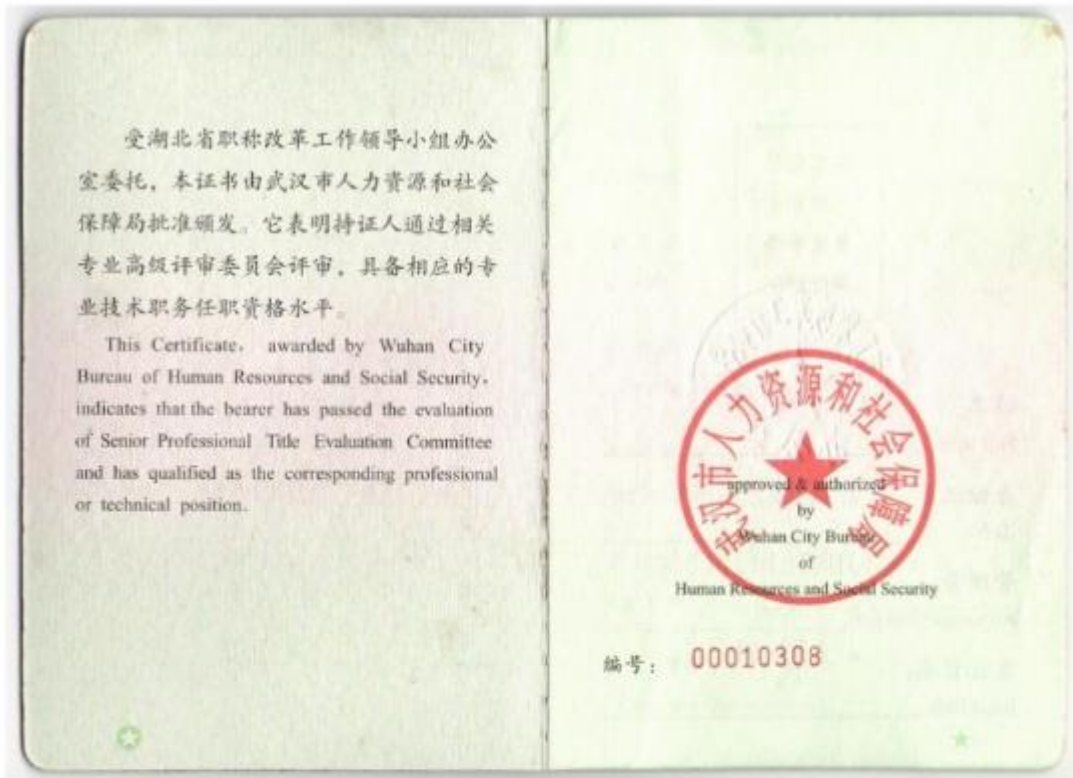 受湖北省职称改革工作领导小组办公
室委托，本证书由武汉市人力资源和社会
保障局批准颁发。它表明持证人通过相关
专业高级评审委员会评审，具备相应的专
业技术职务任职资格水平。
This Certificate, awarded by Wuhan City
Bureau of Human Resources and Social Security,
indicates that the bearer has passed the evaluation
of Senior Professional Title Evaluation Committee
and has qualified as the corresponding professional
or technical position.
武汉市人力资源和社会保障局
approved & authorized
by
Wuhan City Bureau
of
Human Resources and Social Security
编号： 00010308